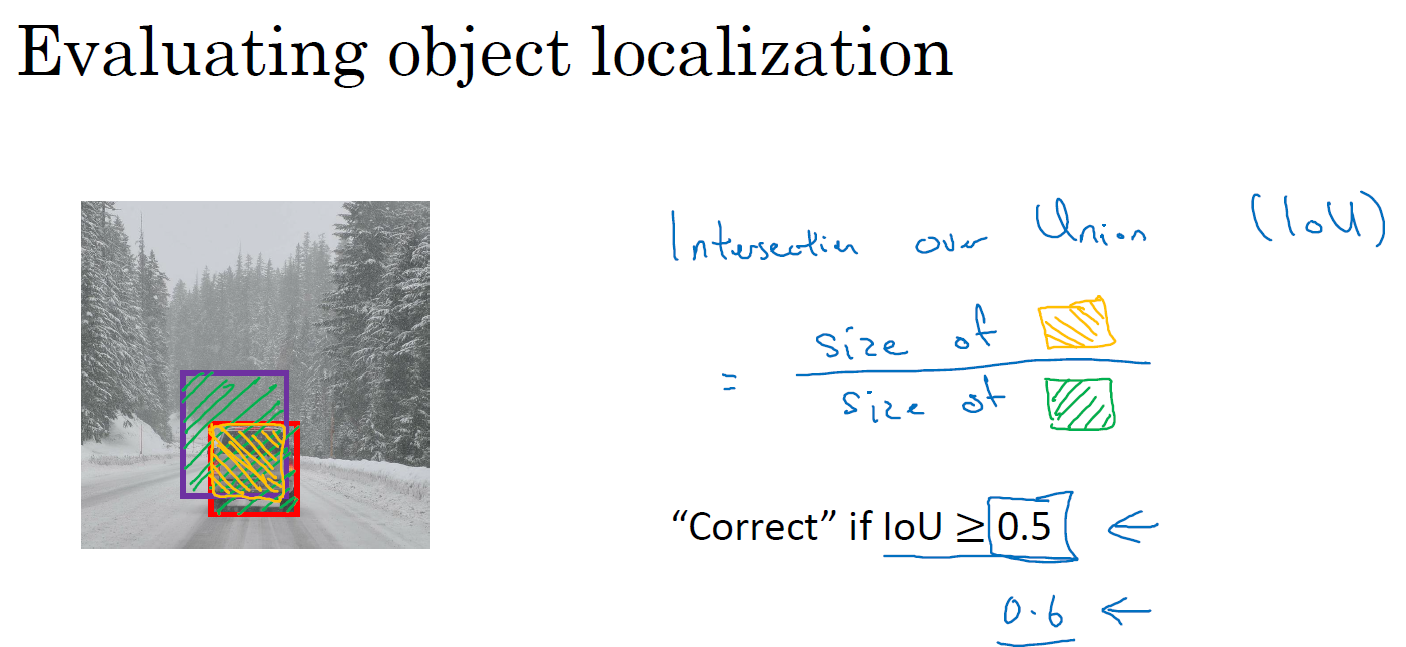 Evaluating object localization
Intersection over Union (IoU)
= size of
size of
“Correct” if IoU ≥ 0.5 ←
0.6 ←